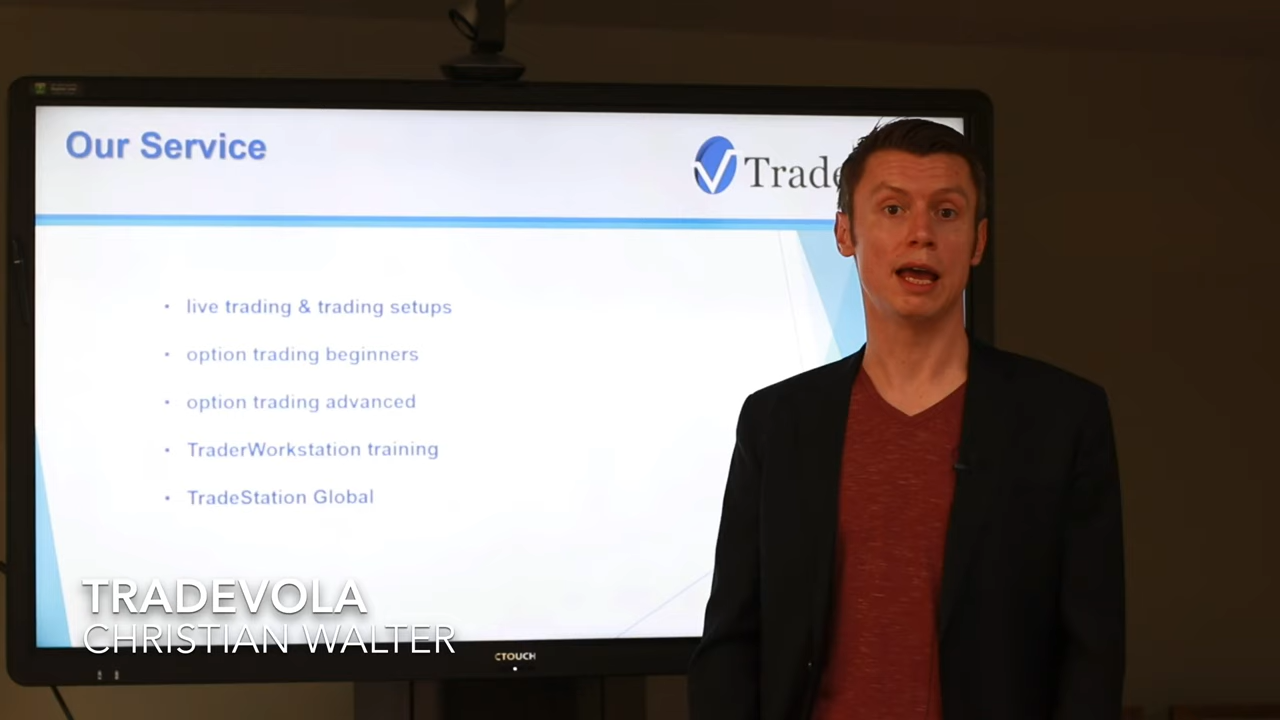 Our Service
Trade
• live trading & trading setups
• option trading beginners
• option trading advanced
• TraderWorkstation training
• TradeStation Global
TRADEVOLA
CHRISTIAN WALTER
CTOUCH